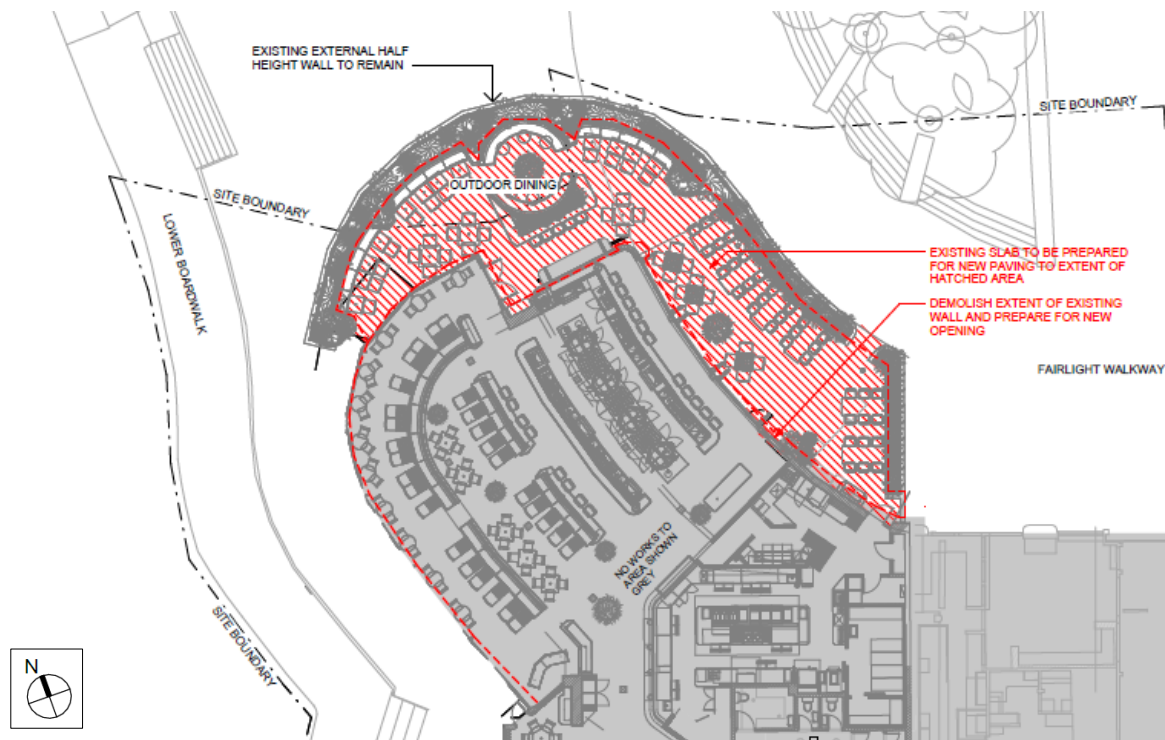 EXISTING EXTERNAL HALF
HEIGHT WALL TO REMAIN
SITE BOUNDARY
OUTDOOR DINING
SITE BOUNDARY
LOWER BOARDWALK
EXISTING SLAB TO BE PREPARED
FOR NEW PAVING TO EXTENT OF
HATCHED AREA
DEMOLISH EXTENT OF EXISTING
WALL AND PREPARE FOR NEW
OPENING
FAIRLIGHT WALKWAY
NO WORKS TO
AREA SHOWN
GREY
SITE BOUNDARY
N